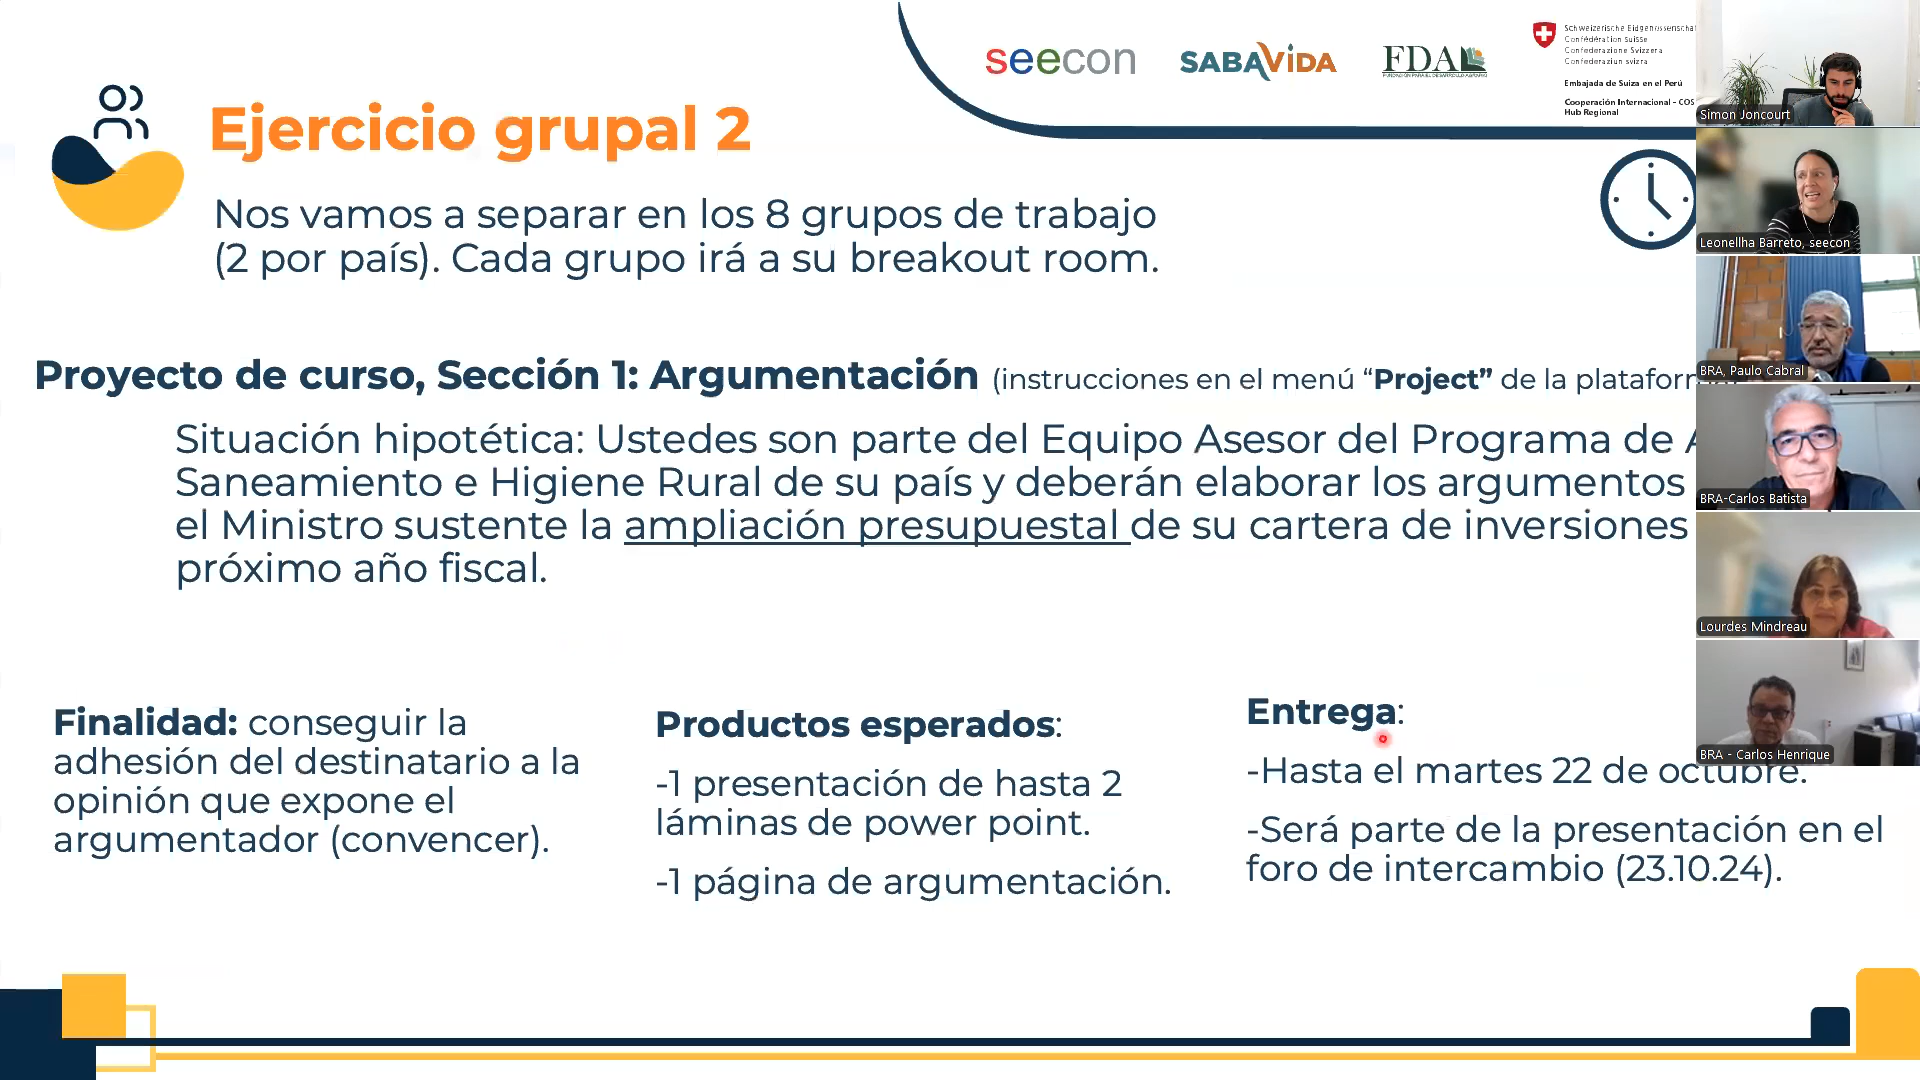 seecon
SABAVIDA
FDA
FUNDACIÓN PARA EL DESARROLLO AGRARIO
Schweizerische Eidgenossenscha
Confédération suisse
Confederazione Svizzera
Confederaziun svizra
Embajada de Suiza en el Perú
Cooperación Internacional - COS
Hub Regional
Ejercicio grupal 2
Nos vamos a separar en los 8 grupos de trabajo
(2 por país). Cada grupo irá a su breakout room.
Proyecto de curso, Sección 1: Argumentación (instrucciones en el menú “Project” de la plataform
Situación hipotética: Ustedes son parte del Equipo Asesor del Programa de A
Saneamiento e Higiene Rural de su país y deberán elaborar los argumentos
el Ministro sustente la ampliación presupuestal de su cartera de inversiones
próximo año fiscal.
Finalidad: conseguir la
adhesión del destinatario a la
opinión que expone el
argumentador (convencer).
Productos esperados:
-1 presentación de hasta 2
láminas de power point.
-1 página de argumentación.
Entrega:
-Hasta el martes 22 de octubre.
-Será parte de la presentación en el
foro de intercambio (23.10.24).
Simon Joncourt
Leonellha Barreto, seecon
BRA, Paulo Cabral
BRA-Carlos Batista
Lourdes Mindreau
BRA - Carlos Henrique